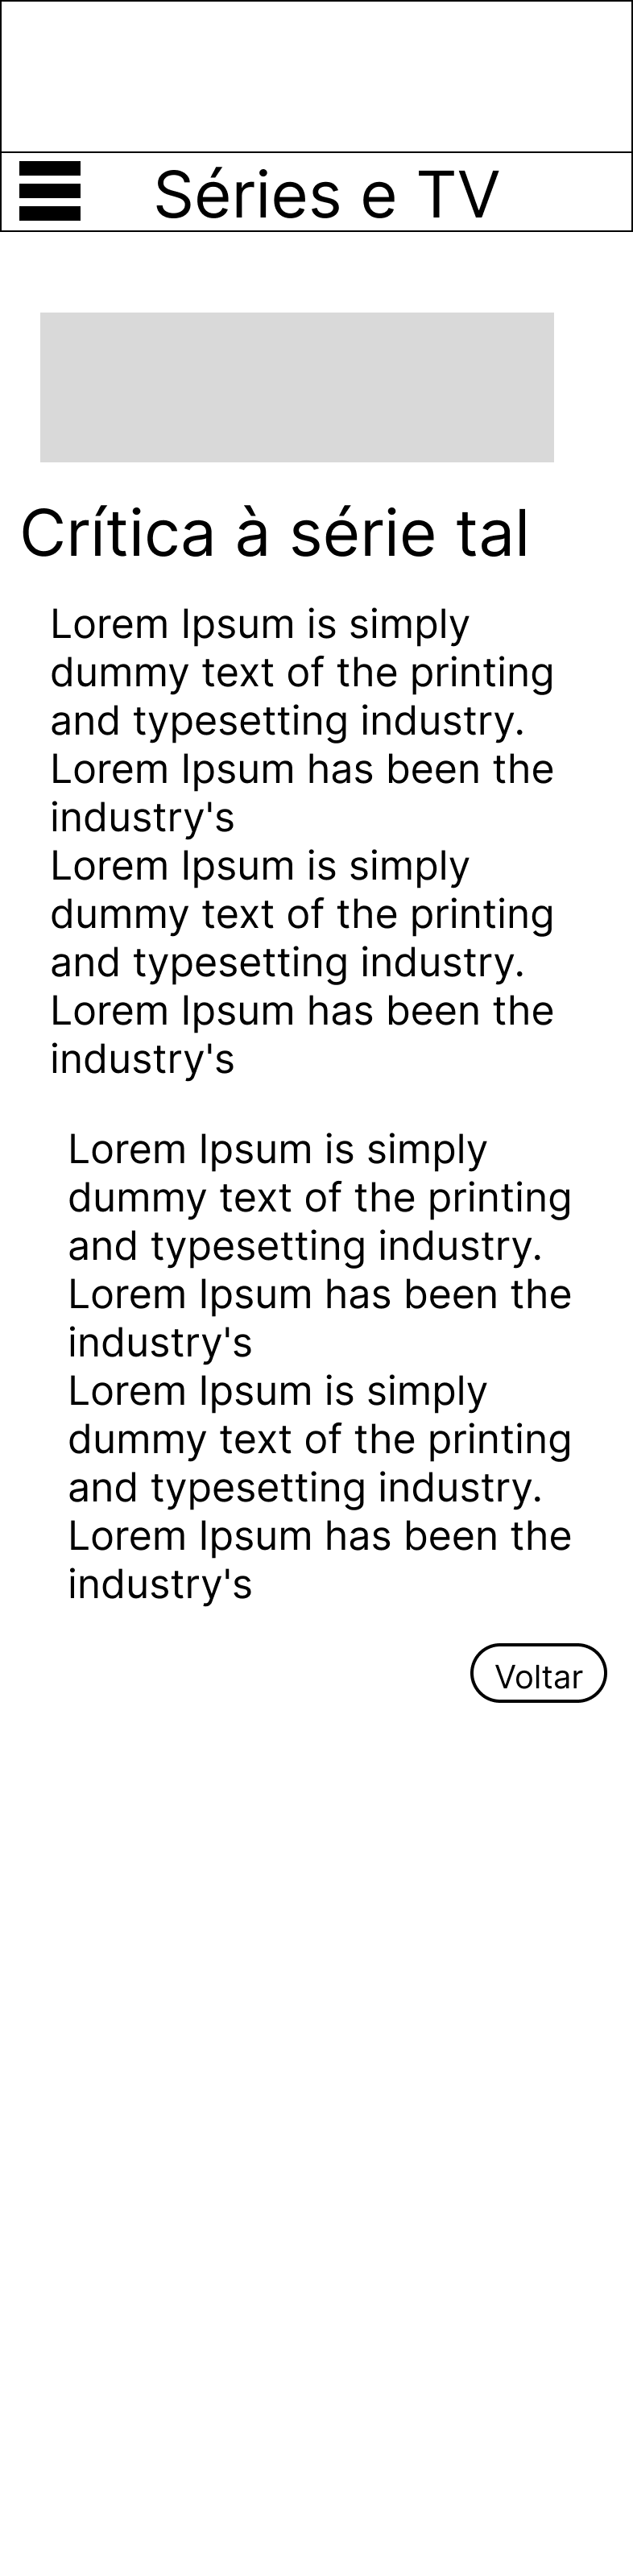 Séries e TV
Crítica à série tal
Lorem Ipsum is simply
dummy text of the printing
and typesetting industry.
Lorem Ipsum has been the
industry's
Lorem Ipsum is simply
dummy text of the printing
and typesetting industry.
Lorem Ipsum has been the
industry's
Lorem Ipsum is simply
dummy text of the printing
and typesetting industry.
Lorem Ipsum has been the
industry's
Lorem Ipsum is simply
dummy text of the printing
and typesetting industry.
Lorem Ipsum has been the
industry's
Voltar